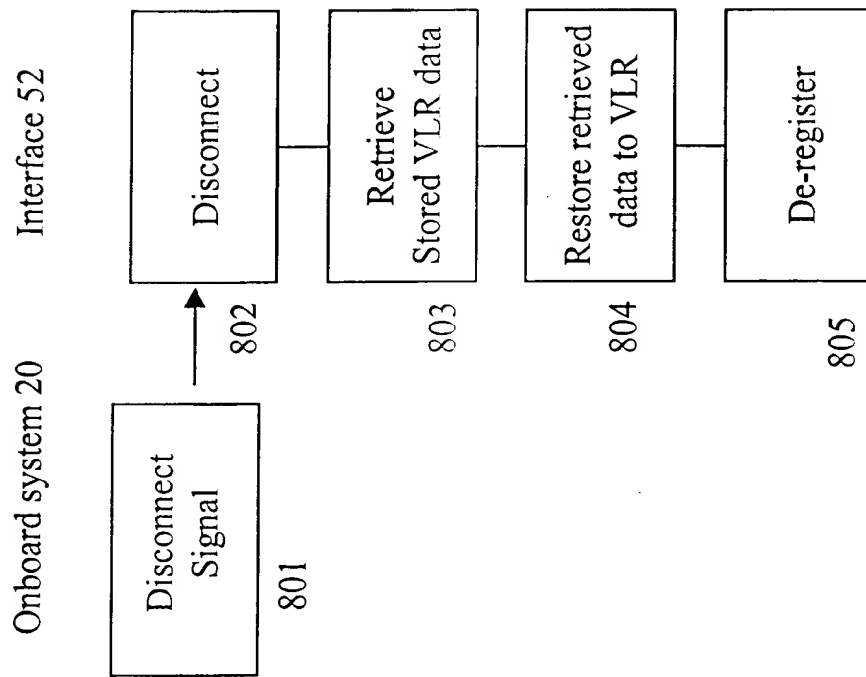 Onboard system 20
Interface 52
Disconnect
Signal
801
Disconnect
802
Retrieve
Stored VLR data
803
Restore retrieved
data to VLR
804
De-register
805